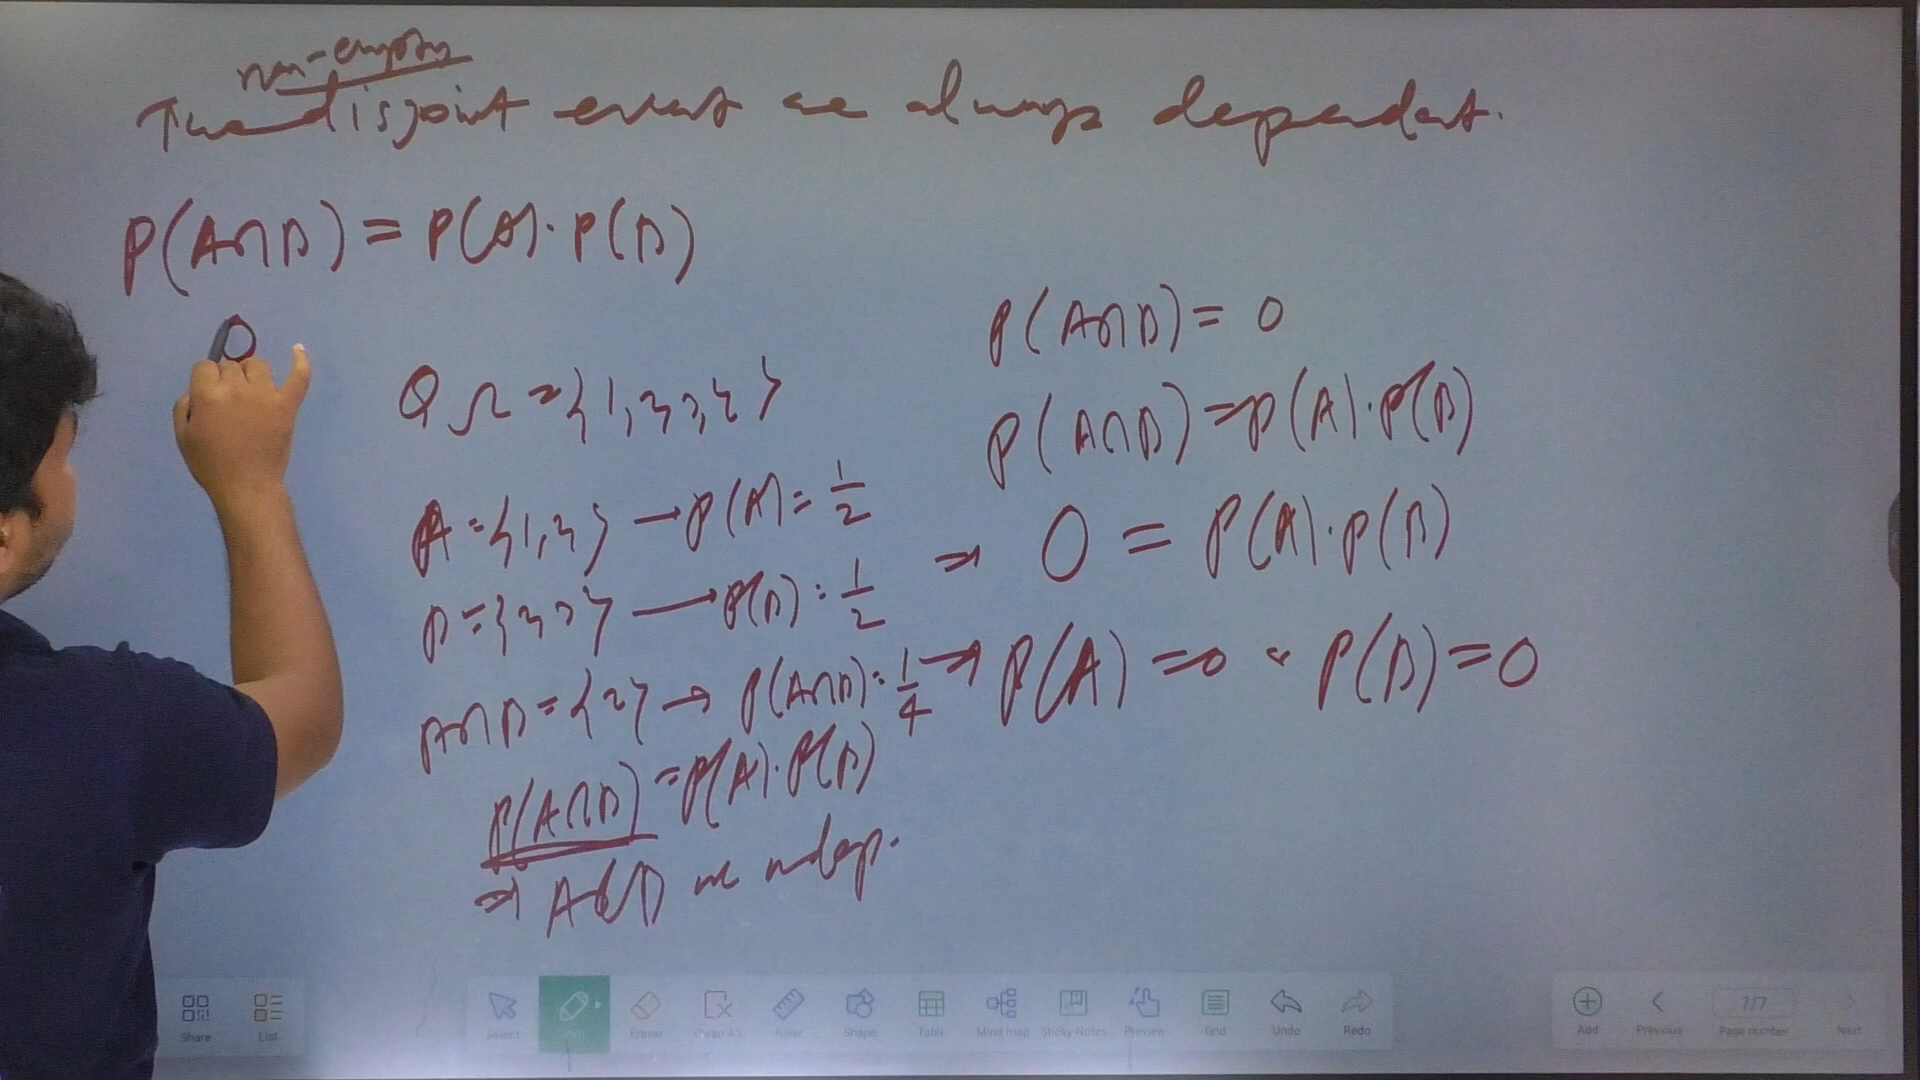 non-empty
Two disjoint event are always dependent.
P(A∩B) = P(A)·P(B)
0
Q Ω = {1,2,3,4}
A = {1,2} → P(A) = 1/2
B = {2,3} → P(B) = 1/2
A∩B = {2} → P(A∩B) = 1/4
P(A∩B) = P(A)·P(B)
⇒ A & B are indep.
P(A∩B) = 0
P(A∩B) = P(A)·P(B)
⇒ 0 = P(A)·P(B)
⇒ P(A) = 0 or P(B) = 0
Share
List
Select
Pen
Eraser
Clean All
Ruler
Shape
Table
Mind map
Sticky-Notes
Preview
Grid
Undo
Redo
Add
Previous
7/7
Page number
Next